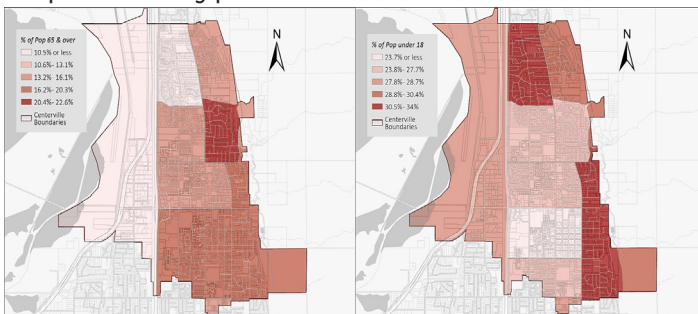 % of Pop 65 & over
10.5% or less
10.6%- 13.1%
13.2%- 16.1%
16.2%- 20.3%
20.4%- 22.6%
Centerville
Boundaries
N
% of Pop under 18
23.7% or less
23.8%- 27.7%
27.8%- 28.7%
28.8%- 30.4%
30.5%- 34%
Centerville
Boundaries
N